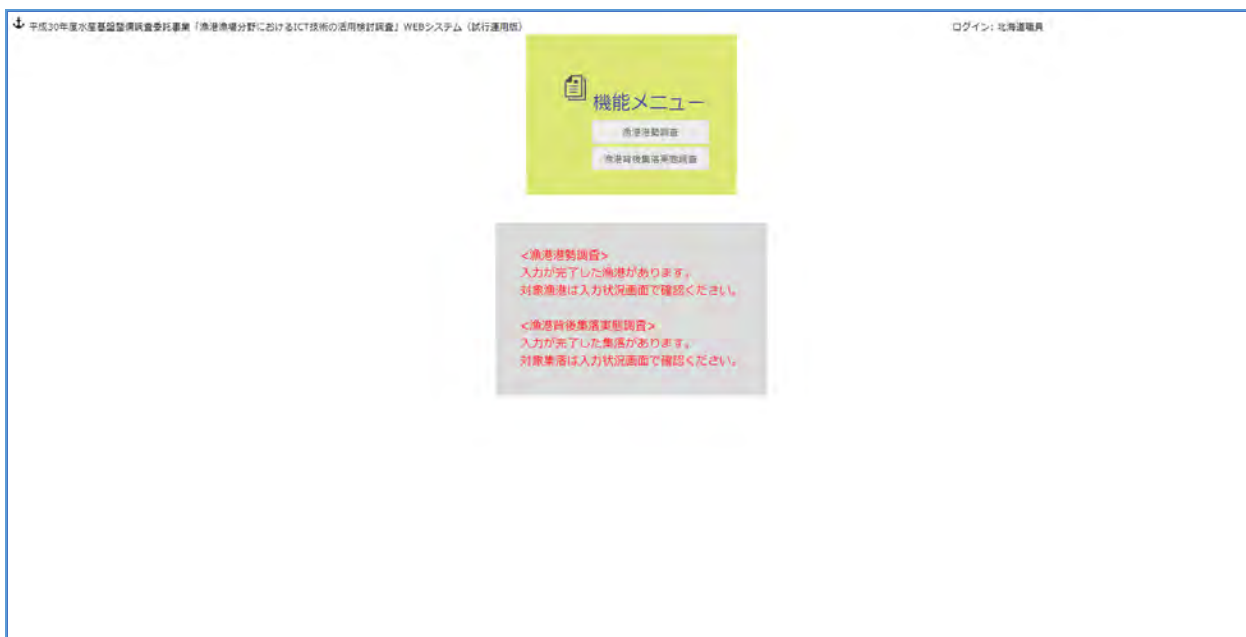 平成30年度水産基盤整備調査委託事業「漁港漁場分野におけるICT技術の活用検討調査」WEBシステム（試行運用版）
ログイン: 北海道職員
機能メニュー
漁港港勢調査
漁港背後集落実態調査
<漁港港勢調査>
入力が完了した漁港があります。
対象漁港は入力状況画面で確認ください。
<漁港背後集落実態調査>
入力が完了した集落があります。
対象集落は入力状況画面で確認ください。